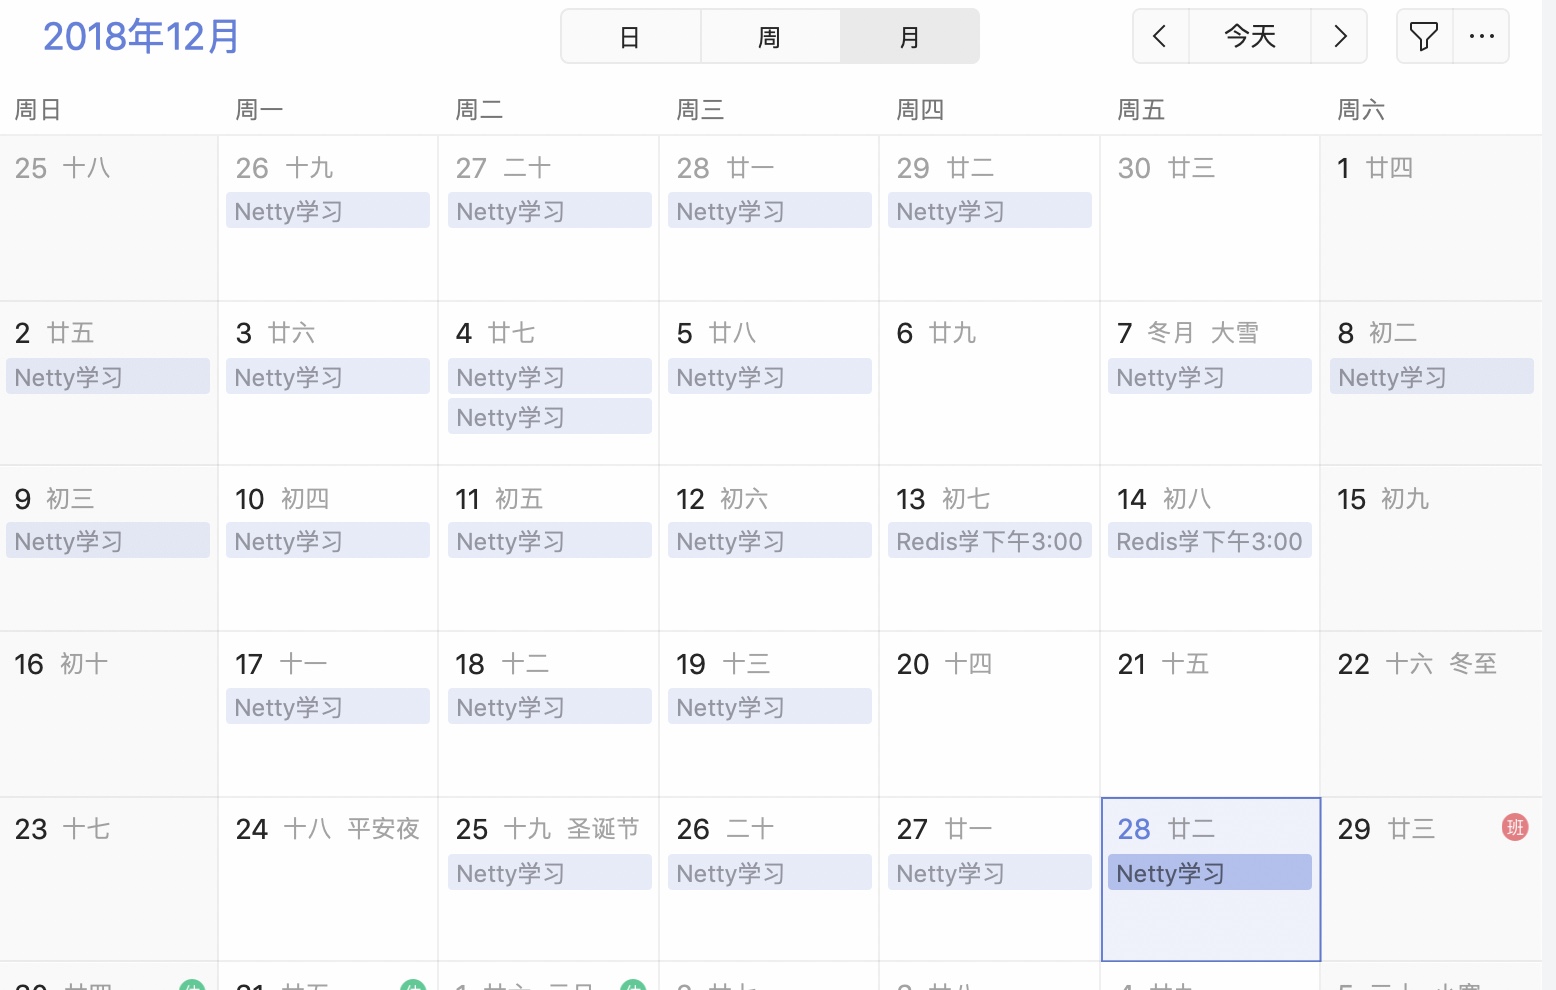 2018年12月 日 周 月 今天
周日 周一 周二 周三 周四 周五 周六
25 十八 26 十九 27 二十 28 廿一 29 廿二 30 廿三 1 廿四
Netty学习 Netty学习 Netty学习 Netty学习
2 廿五 3 廿六 4 廿七 5 廿八 6 廿九 7 冬月 大雪 8 初二
Netty学习 Netty学习 Netty学习 Netty学习 Netty学习 Netty学习
Netty学习
9 初三 10 初四 11 初五 12 初六 13 初七 14 初八 15 初九
Netty学习 Netty学习 Netty学习 Netty学习 Redis学下午3:00 Redis学下午3:00
16 初十 17 十一 18 十二 19 十三 20 十四 21 十五 22 十六 冬至
Netty学习 Netty学习 Netty学习
23 十七 24 十八 平安夜 25 十九 圣诞节 26 二十 27 廿一 28 廿二 29 廿三 班
Netty学习 Netty学习 Netty学习 Netty学习